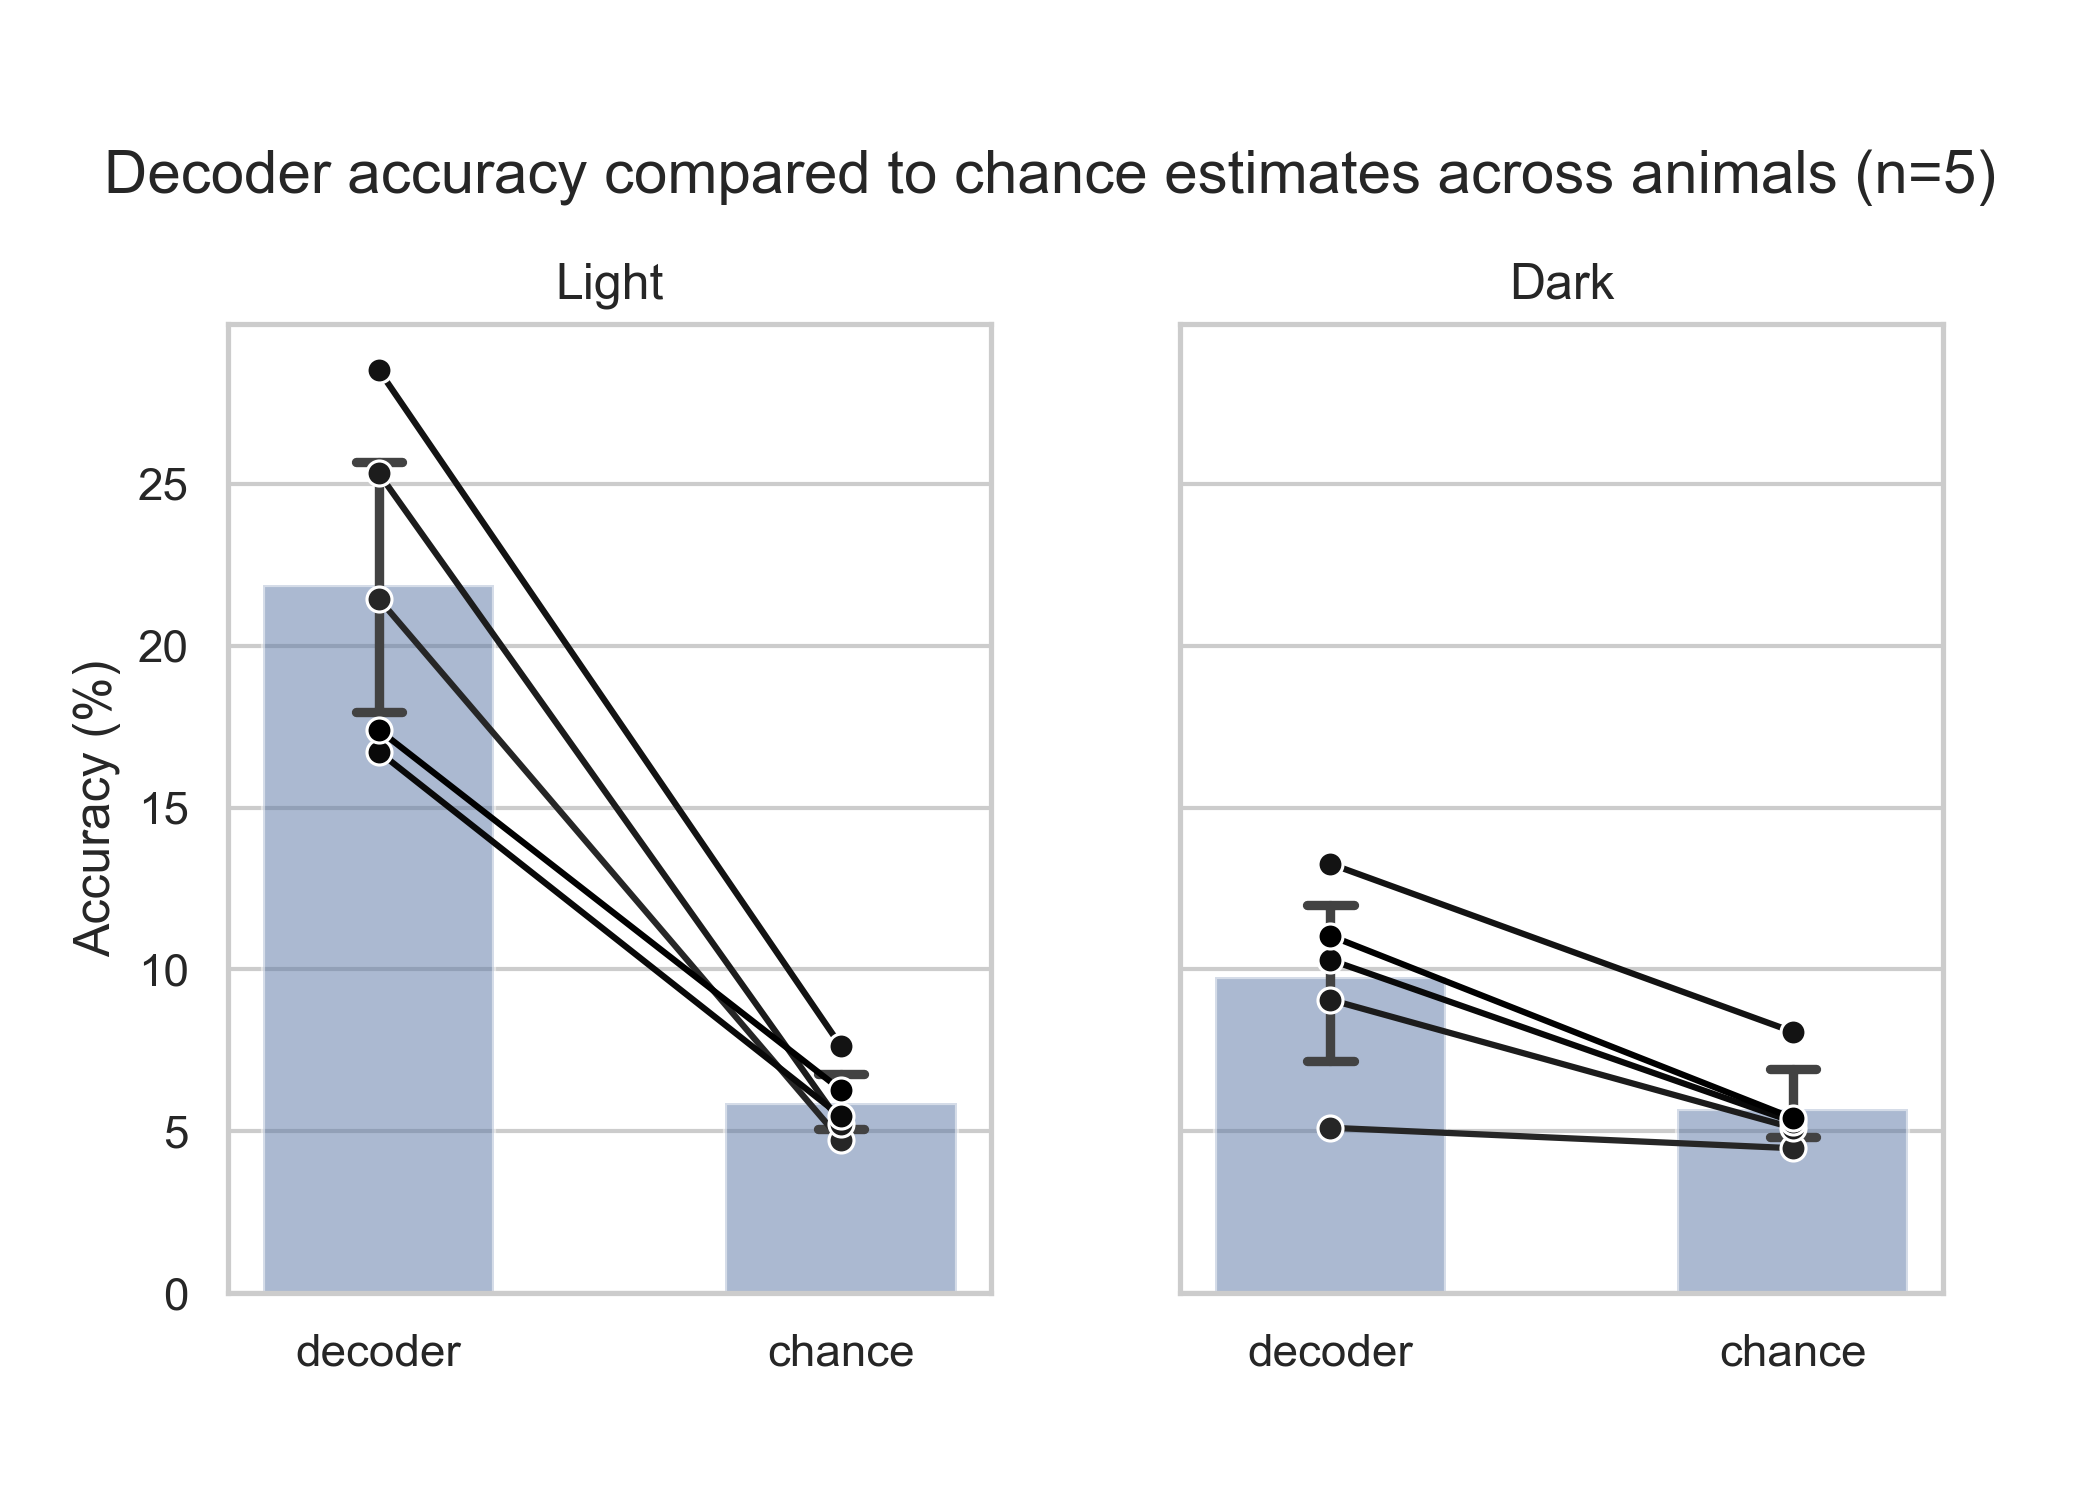 Decoder accuracy compared to chance estimates across animals (n=5)
Light
Dark
Accuracy (%)
25
20
15
10
5
0
decoder
chance
decoder
chance